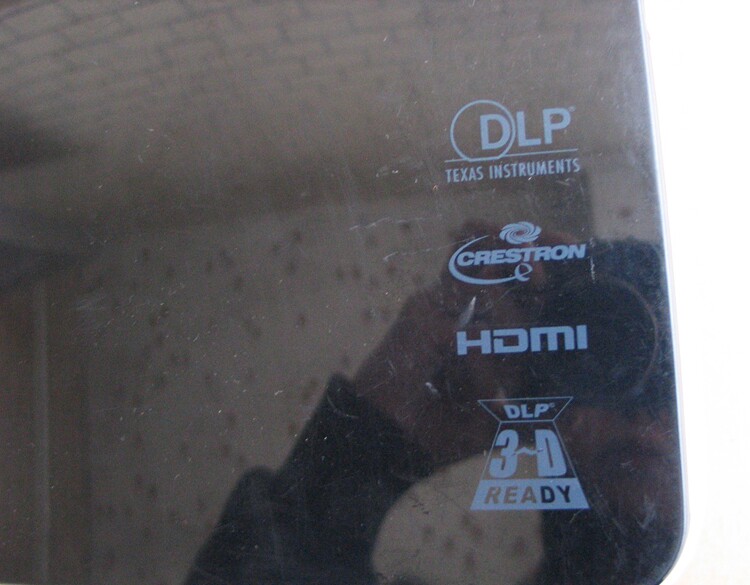 DLP®
TEXAS INSTRUMENTS
CRESTRON
e
HDMI
DLP®
3-D
READY